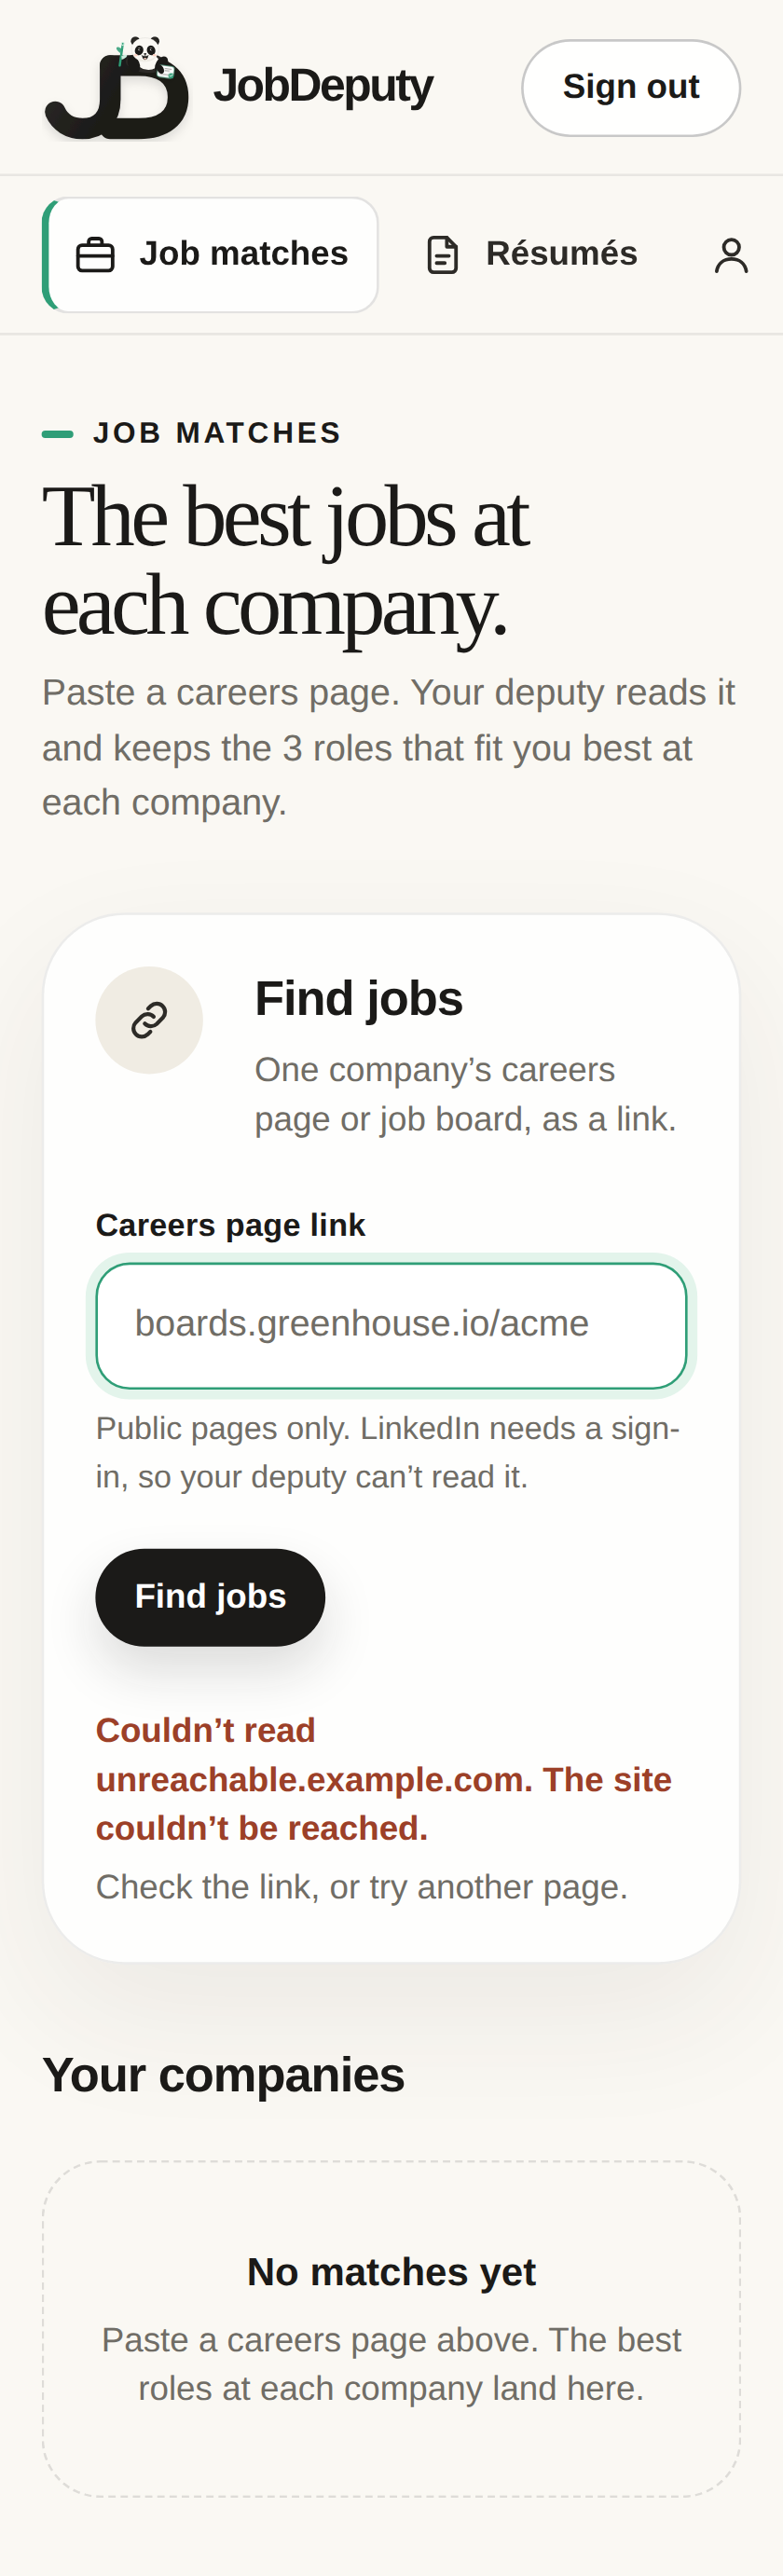 JD JobDeputy
Sign out
Job matches
Résumés
JOB MATCHES
The best jobs at
each company.
Paste a careers page. Your deputy reads it
and keeps the 3 roles that fit you best at
each company.
Find jobs
One company’s careers
page or job board, as a link.
Careers page link
boards.greenhouse.io/acme
Public pages only. LinkedIn needs a sign-
in, so your deputy can’t read it.
Find jobs
Couldn’t read
unreachable.example.com. The site
couldn’t be reached.
Check the link, or try another page.
Your companies
No matches yet
Paste a careers page above. The best
roles at each company land here.